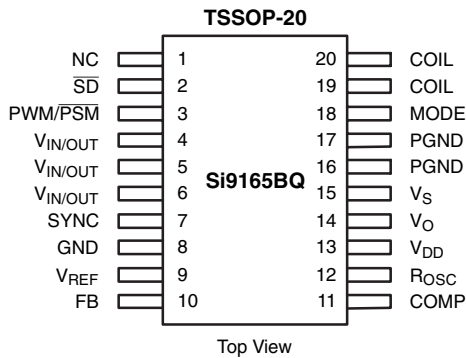 TSSOP-20
NC 1 20 COIL
SD 2 19 COIL
PWM/PSM 3 18 MODE
VIN/OUT 4 17 PGND
VIN/OUT 5 16 PGND
VIN/OUT 6 Si9165BQ 15 VS
SYNC 7 14 VO
GND 8 13 VDD
VREF 9 12 ROSC
FB 10 11 COMP
Top View